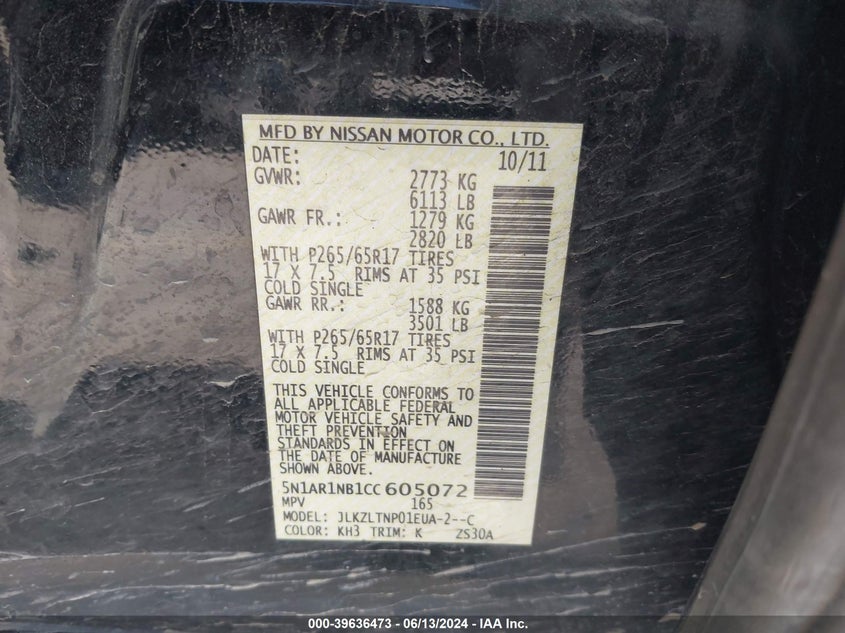 MFD BY NISSAN MOTOR CO., LTD.
DATE: 10/11
GVWR: 2773 KG
6113 LB
GAWR FR.: 1279 KG
2820 LB
WITH P265/65R17 TIRES
17 X 7.5 RIMS AT 35 PSI
COLD SINGLE
GAWR RR.: 1588 KG
3501 LB
WITH P265/65R17 TIRES
17 X 7.5 RIMS AT 35 PSI
COLD SINGLE
THIS VEHICLE CONFORMS TO
ALL APPLICABLE FEDERAL
MOTOR VEHICLE SAFETY AND
THEFT PREVENTION
STANDARDS IN EFFECT ON
THE DATE OF MANUFACTURE
SHOWN ABOVE.
5N1AR1NB1CC 605072
MPV 165
MODEL: JLKZLTNP01EUA-2--C
COLOR: KH3 TRIM: K ZS30A
000-39636473 - 06/13/2024 - IAA Inc.